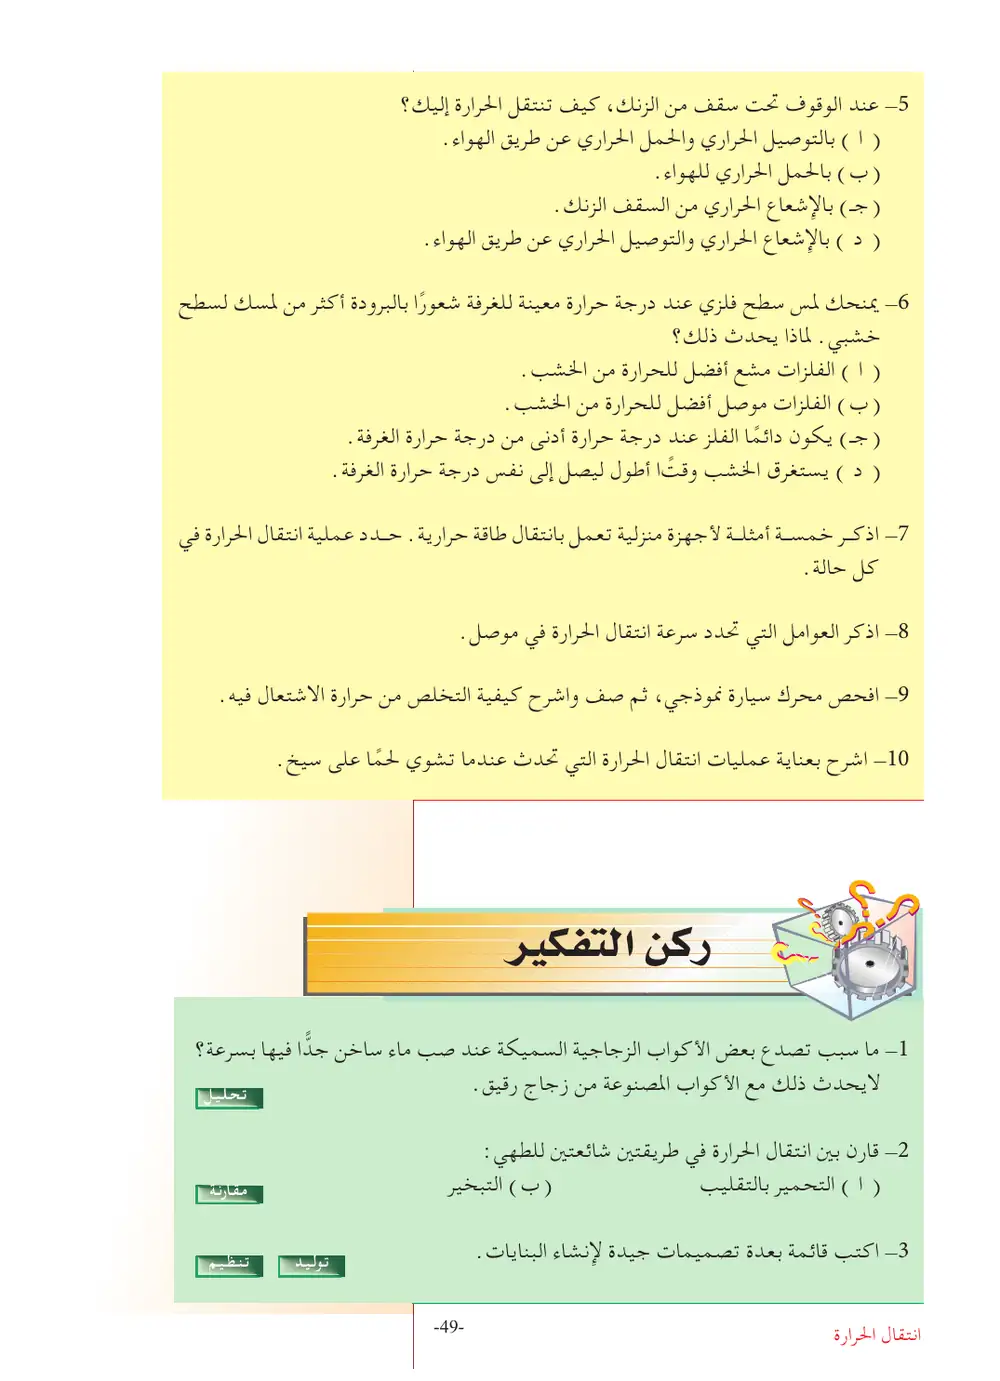 5– عند الوقوف تحت سقف من الزنك، كيف تنتقل الحرارة إليك؟
( ا ) بالتوصيل الحراري والحمل الحراري عن طريق الهواء.
(ب) بالحمل الحراري للهواء.
(جـ) بالإشعاع الحراري من السقف الزنك.
( د ) بالإشعاع الحراري والتوصيل الحراري عن طريق الهواء.
6– يمنحك لمس سطح فلزي عند درجة حرارة معينة للغرفة شعورًا بالبرودة أكثر من لمسك لسطح
خشبي. لماذا يحدث ذلك؟
( ا ) الفلزات مشع أفضل للحرارة من الخشب.
(ب) الفلزات موصل أفضل للحرارة من الخشب.
(جـ) يكون دائمًا الفلز عند درجة حرارة أدنى من درجة حرارة الغرفة.
( د ) يستغرق الخشب وقتًا أطول ليصل إلى نفس درجة حرارة الغرفة.
7– اذكـر خمسـة أمثلـة لأجهزة منزلية تعمل بانتقال طاقة حرارية. حـدد عملية انتقال الحرارة في
كل حالة.
8– اذكر العوامل التي تحدد سرعة انتقال الحرارة في موصل.
9– افحص محرك سيارة نموذجي، ثم صف واشرح كيفية التخلص من حرارة الاشتعال فيه.
10– اشرح بعناية عمليات انتقال الحرارة التي تحدث عندما تشوي لحمًا على سيخ.
ركن التفكير
1– ما سبب تصدع بعض الأكواب الزجاجية السميكة عند صب ماء ساخن جدًّا فيها بسرعة؟
لايحدث ذلك مع الأكواب المصنوعة من زجاج رقيق.
تحليل
2– قارن بين انتقال الحرارة في طريقتين شائعتين للطهي:
( ا ) التحمير بالتقليب (ب) التبخير
مقارنة
3– اكتب قائمة بعدة تصميمات جيدة لإنشاء البنايات.
توليد تنظيم
انتقال الحرارة
-49-